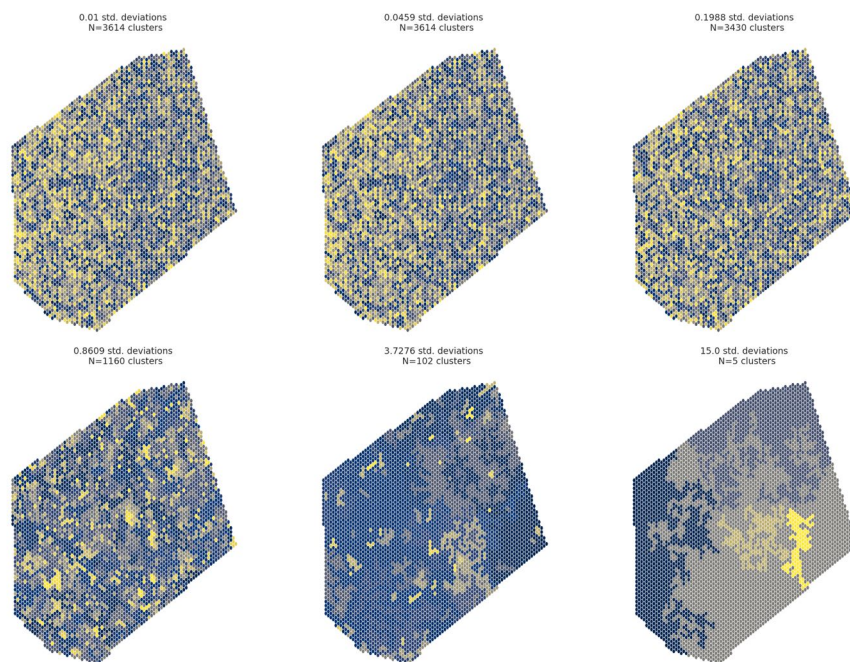 0.01 std. deviations
N=3614 clusters
0.0459 std. deviations
N=3614 clusters
0.1988 std. deviations
N=3430 clusters
0.8609 std. deviations
N=1160 clusters
3.7276 std. deviations
N=102 clusters
15.0 std. deviations
N=5 clusters